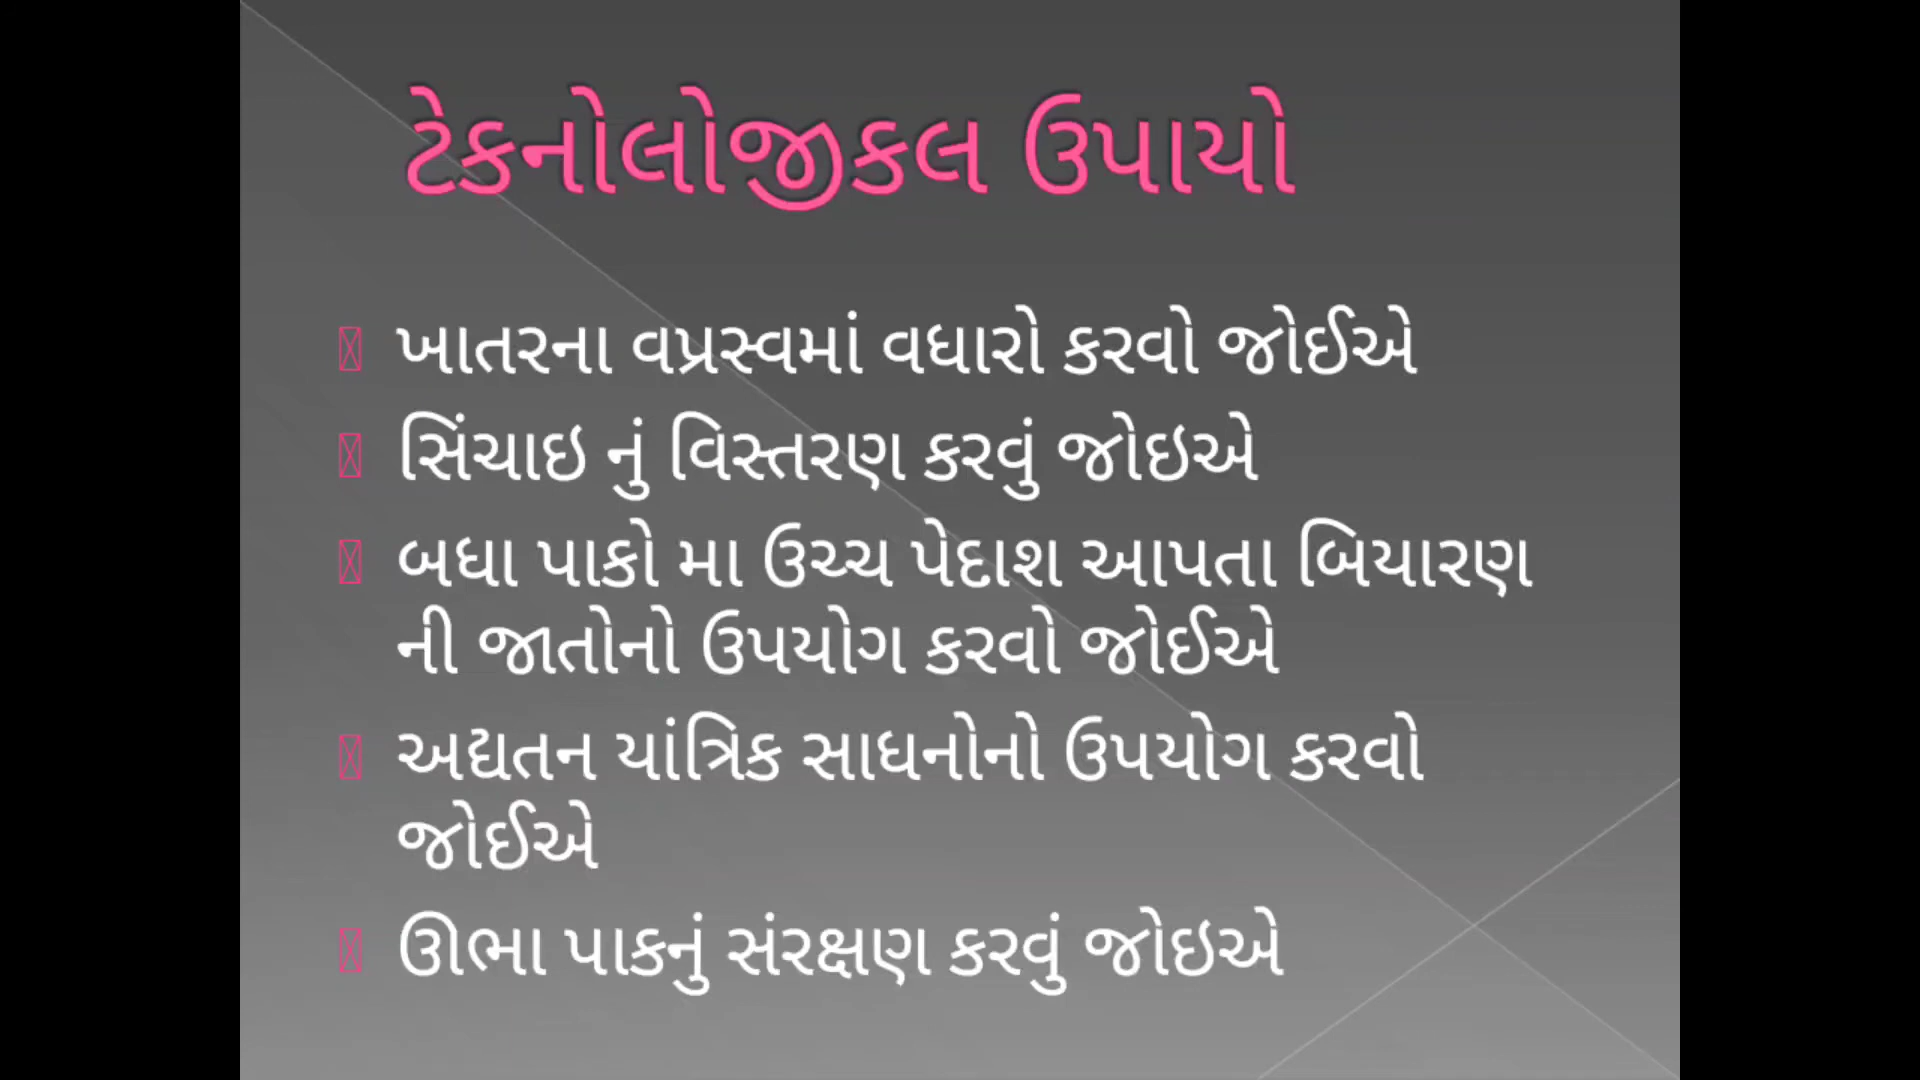 ટેકનોલોજીકલ ઉપાયો
ખાતરના વપ્રસ્વમાં વધારો કરવો જોઈએ
સિંચાઇ નું વિસ્તરણ કરવું જોઇએ
બધા પાકો મા ઉચ્ચ પેદાશ આપતા બિયારણ
ની જાતોનો ઉપયોગ કરવો જોઈએ
અદ્યતન યાંત્રિક સાધનોનો ઉપયોગ કરવો
જોઈએ
ઊભા પાકનું સંરક્ષણ કરવું જોઇએ